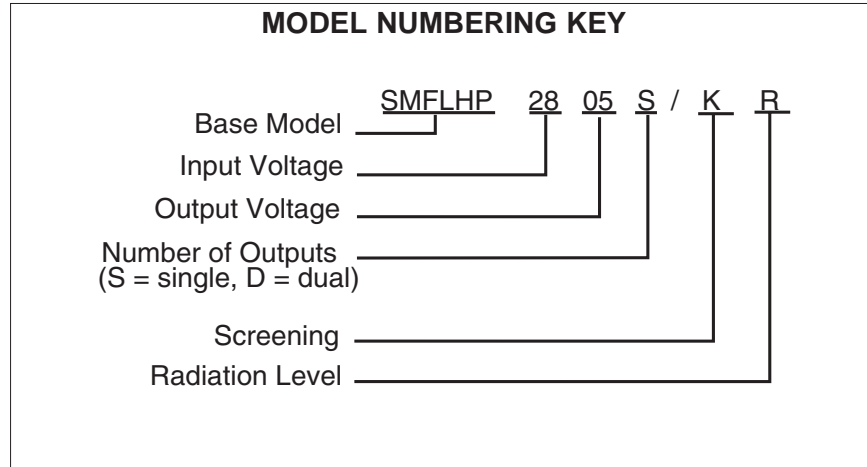 MODEL NUMBERING KEY
SMFLHP 28 05 S / K R
Base Model
Input Voltage
Output Voltage
Number of Outputs
(S = single, D = dual)
Screening
Radiation Level